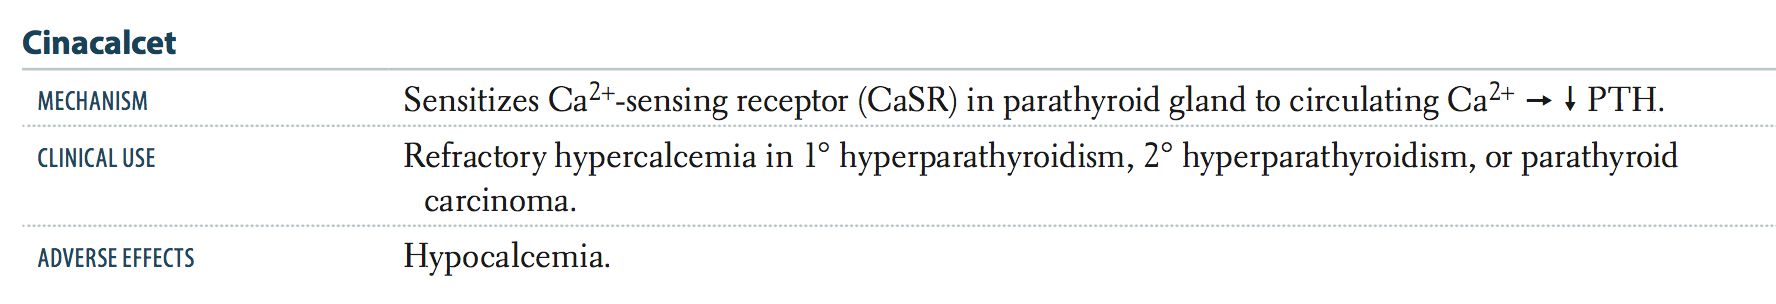 Cinacalcet
MECHANISM Sensitizes Ca²⁺-sensing receptor (CaSR) in parathyroid gland to circulating Ca²⁺ → ↓ PTH.
CLINICAL USE Refractory hypercalcemia in 1° hyperparathyroidism, 2° hyperparathyroidism, or parathyroid
carcinoma.
ADVERSE EFFECTS Hypocalcemia.